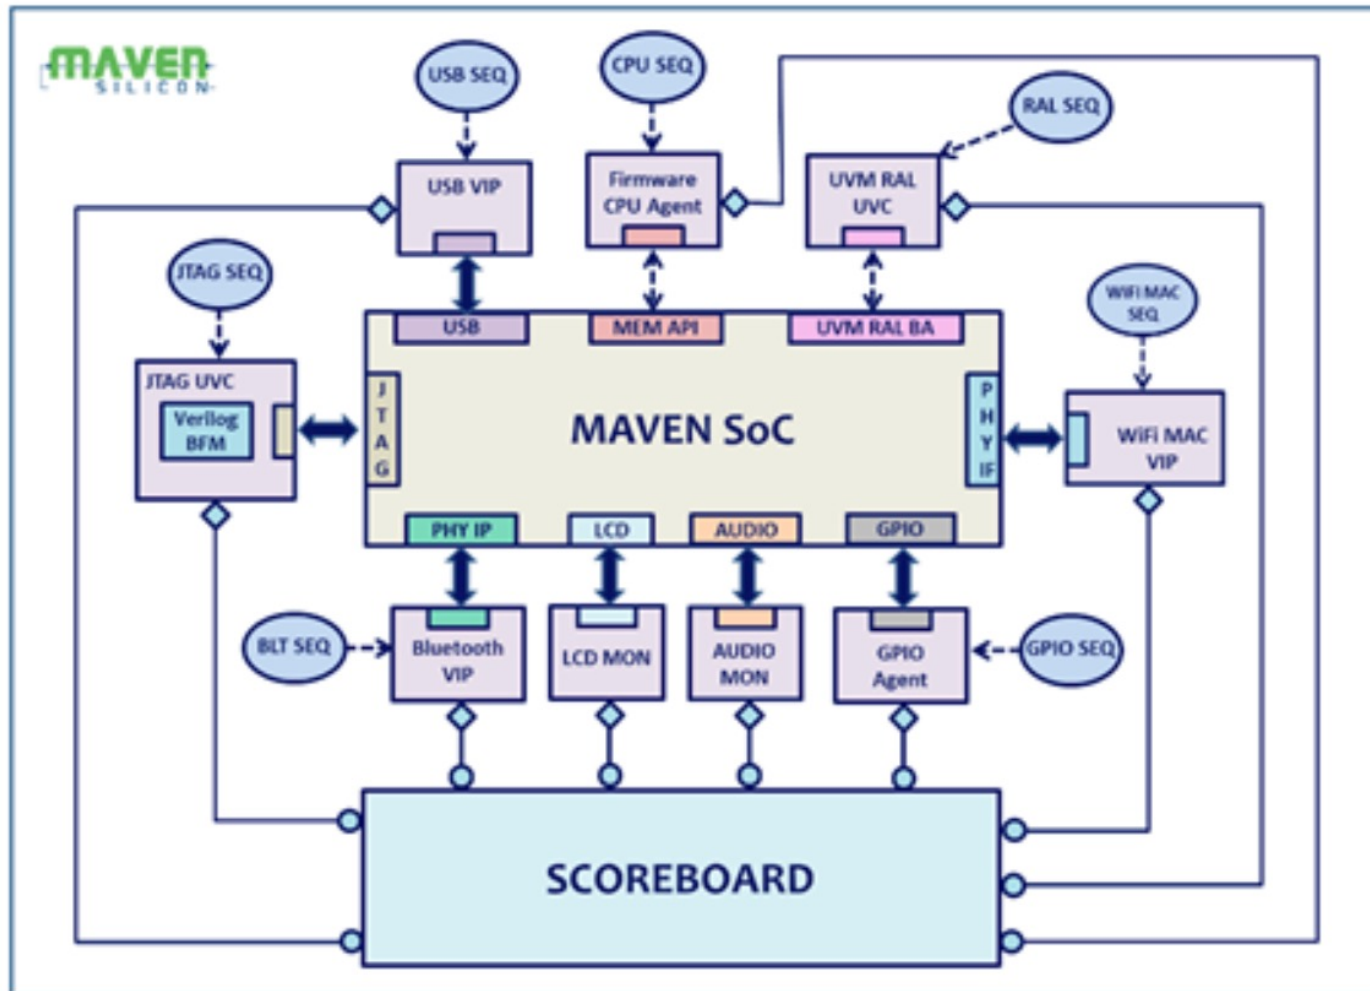 MAVEN
SILICON
USB SEQ
CPU SEQ
RAL SEQ
USB VIP
Firmware
CPU Agent
UVM RAL
UVC
JTAG SEQ
WiFi MAC
SEQ
USB
MEM API
UVM RAL BA
JTAG UVC
Verilog
BFM
J
T
A
G
MAVEN SoC
P
H
Y
IF
WiFi MAC
VIP
PHY IP
LCD
AUDIO
GPIO
BLT SEQ
Bluetooth
VIP
LCD MON
AUDIO
MON
GPIO
Agent
GPIO SEQ
SCOREBOARD